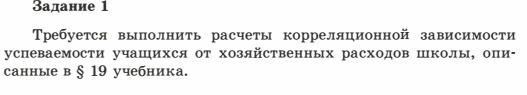 Задание 1
Требуется выполнить расчеты корреляционной зависимости
успеваемости учащихся от хозяйственных расходов школы, опи-
санные в § 19 учебника.